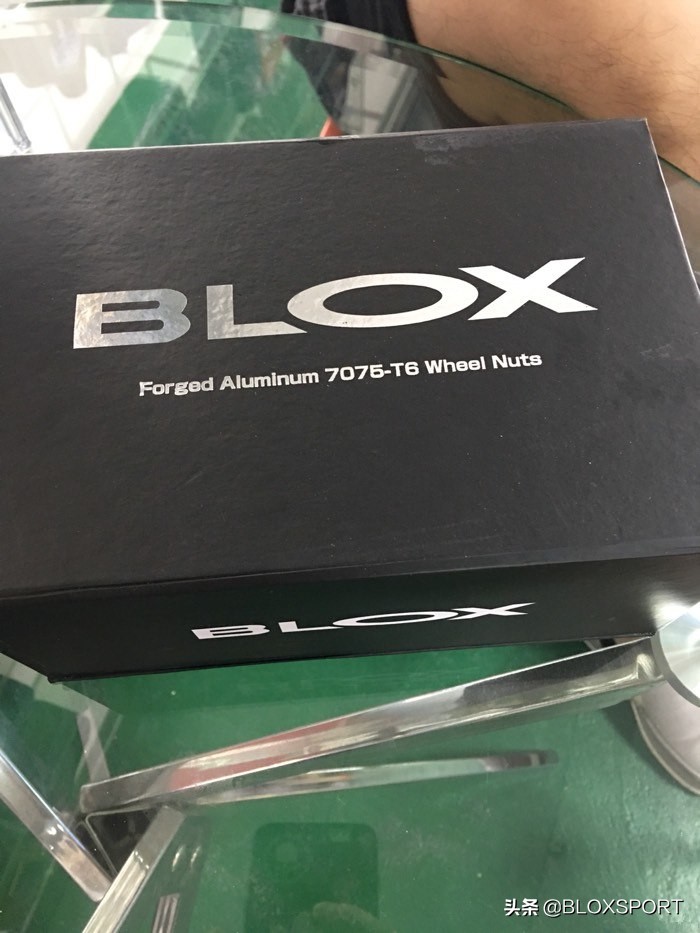 BLOX
Forged Aluminum 7075-T6 Wheel Nuts
BLOX
头条 @BLOXSPORT